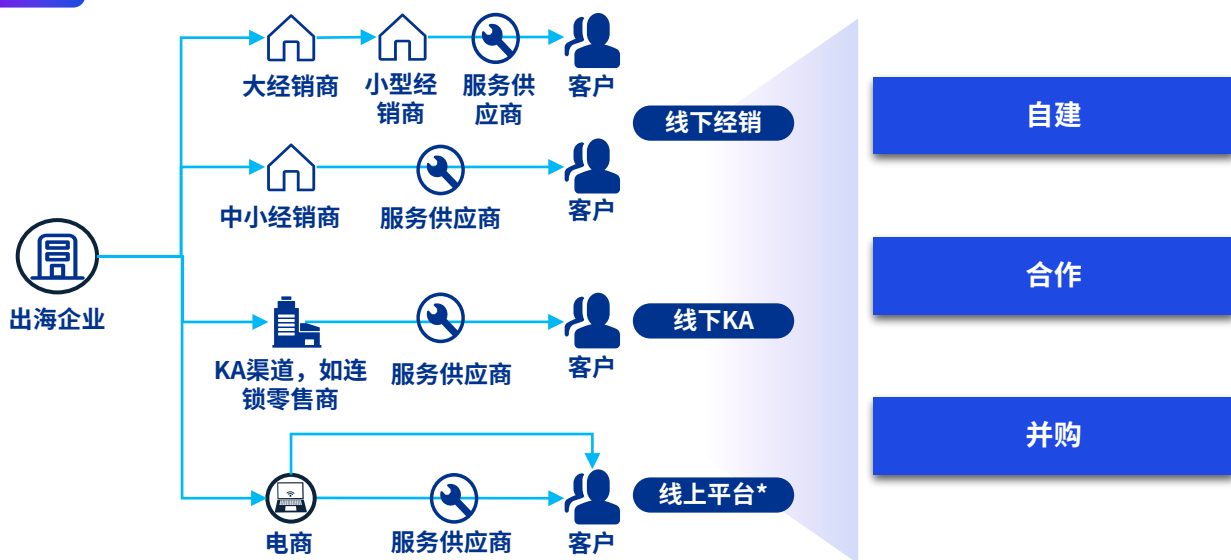 大经销商
小型经
销商
服务供
应商
客户
线下经销
中小经销商
服务供应商
客户
出海企业
KA渠道，如连
锁零售商
服务供应商
客户
线下KA
电商
服务供应商
客户
线上平台*
自建
合作
并购